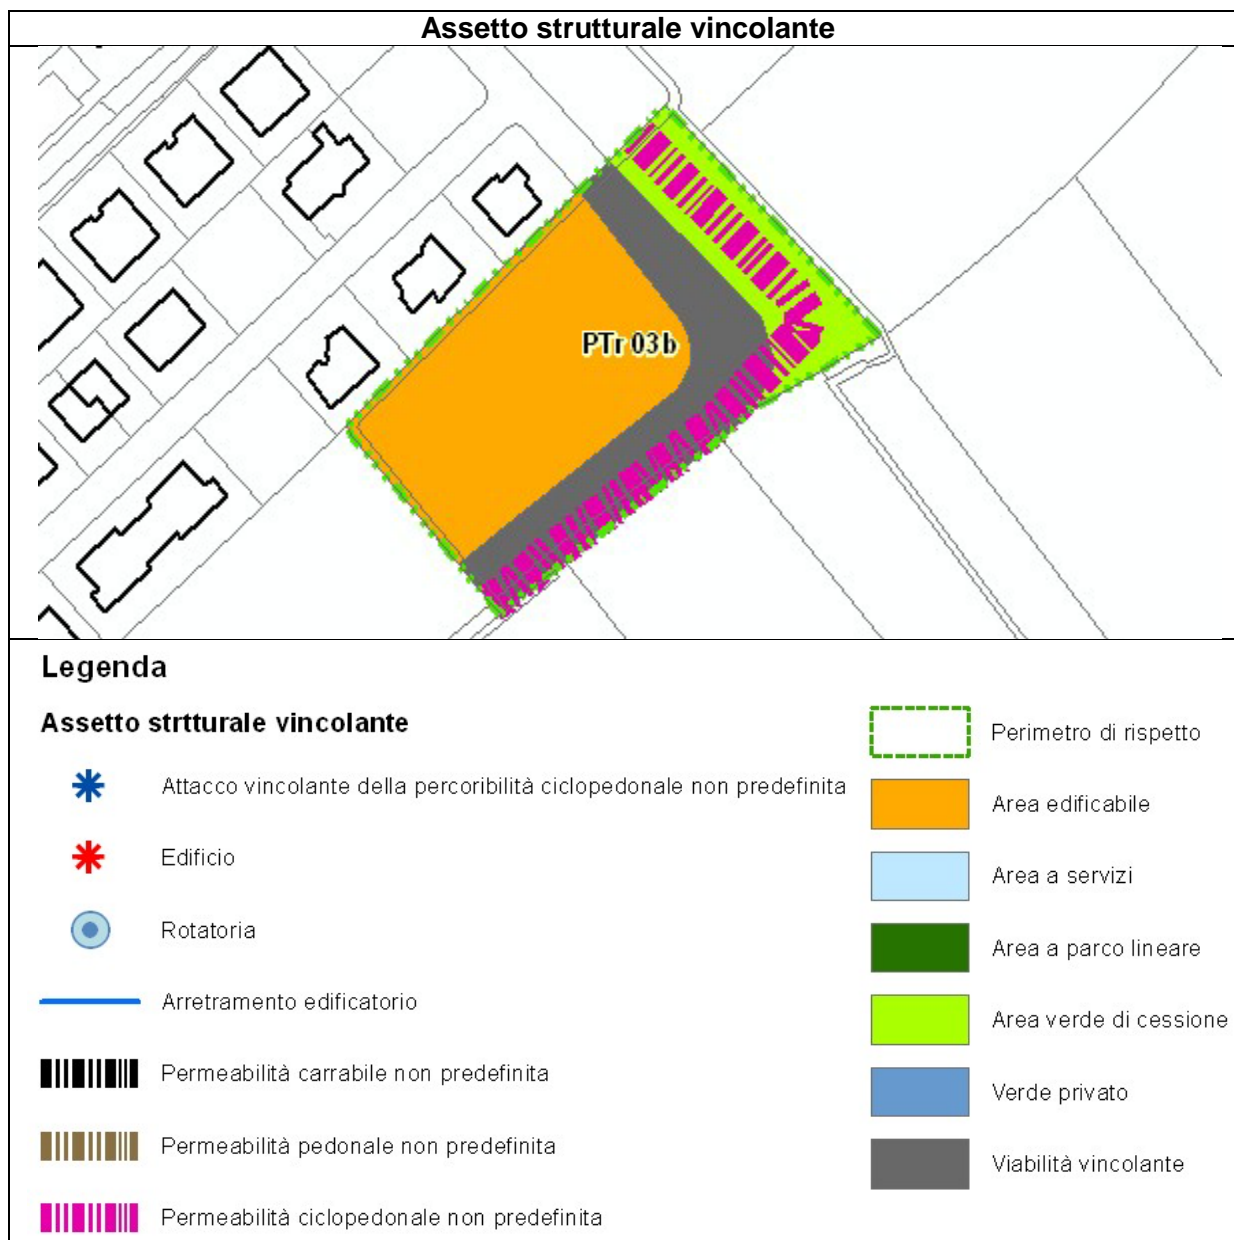 Assetto strutturale vincolante
PTr 03b
Legenda
Assetto strtturale vincolante
Attacco vincolante della percoribilità ciclopedonale non predefinita
Edificio
Rotatoria
Arretramento edificatorio
Permeabilità carrabile non predefinita
Permeabilità pedonale non predefinita
Permeabilità ciclopedonale non predefinita
Perimetro di rispetto
Area edificabile
Area a servizi
Area a parco lineare
Area verde di cessione
Verde privato
Viabilità vincolante